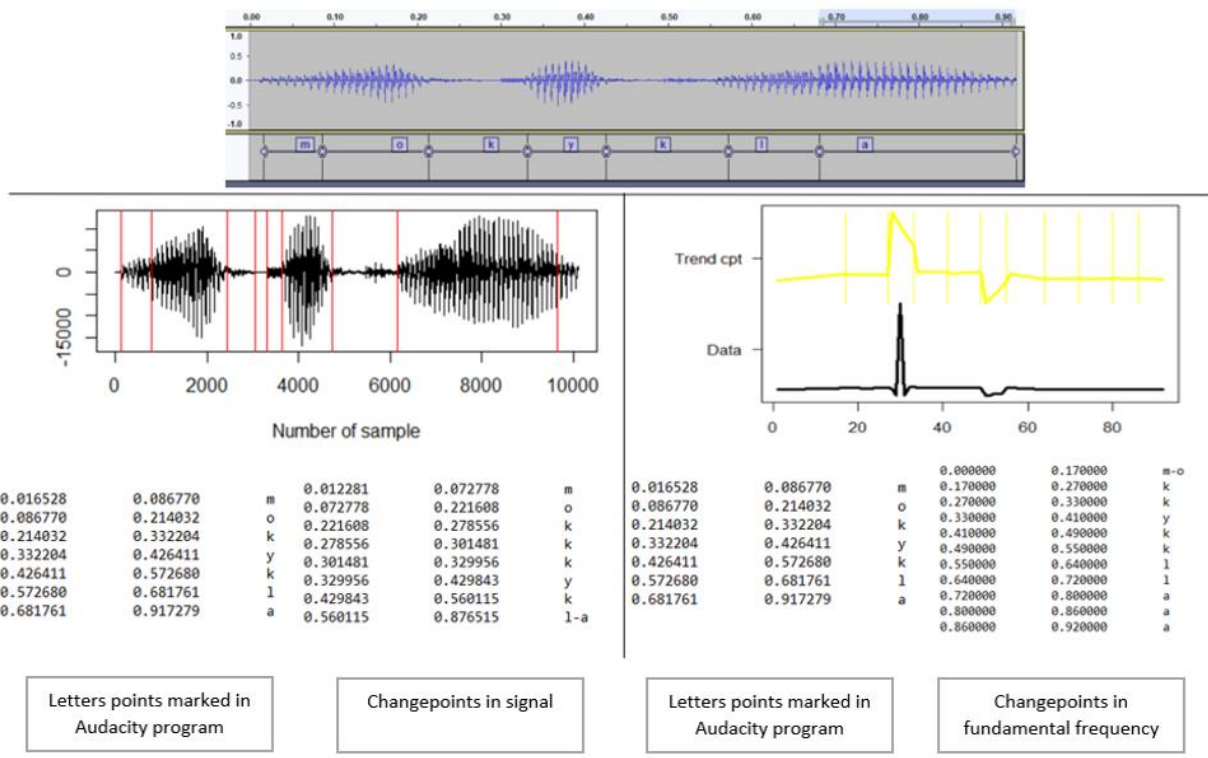 0.00 0.10 0.20 0.30 0.40 0.50 0.60 0.70 0.80 0.90
1.0
0.5
0.0
-0.5
-1.0
m o k y k l a
0
-15000
0 2000 4000 6000 8000 10000
Number of sample
Trend cpt
Data
0 20 40 60 80
0.016528 0.086770 m
0.086770 0.214032 o
0.214032 0.332204 k
0.332204 0.426411 y
0.426411 0.572680 k
0.572680 0.681761 l
0.681761 0.917279 a
0.012281 0.072778 m
0.072778 0.221608 o
0.221608 0.278556 k
0.278556 0.301481 k
0.301481 0.329956 k
0.329956 0.429843 y
0.429843 0.560115 k
0.560115 0.876515 l-a
0.016528 0.086770 m
0.086770 0.214032 o
0.214032 0.332204 k
0.332204 0.426411 y
0.426411 0.572680 k
0.572680 0.681761 l
0.681761 0.917279 a
0.000000 0.170000 m-o
0.170000 0.270000 k
0.270000 0.330000 k
0.330000 0.410000 y
0.410000 0.490000 k
0.490000 0.550000 k
0.550000 0.640000 l
0.640000 0.720000 l
0.720000 0.800000 a
0.800000 0.860000 a
0.860000 0.920000 a
Letters points marked in
Audacity program
Changepoints in signal
Letters points marked in
Audacity program
Changepoints in
fundamental frequency